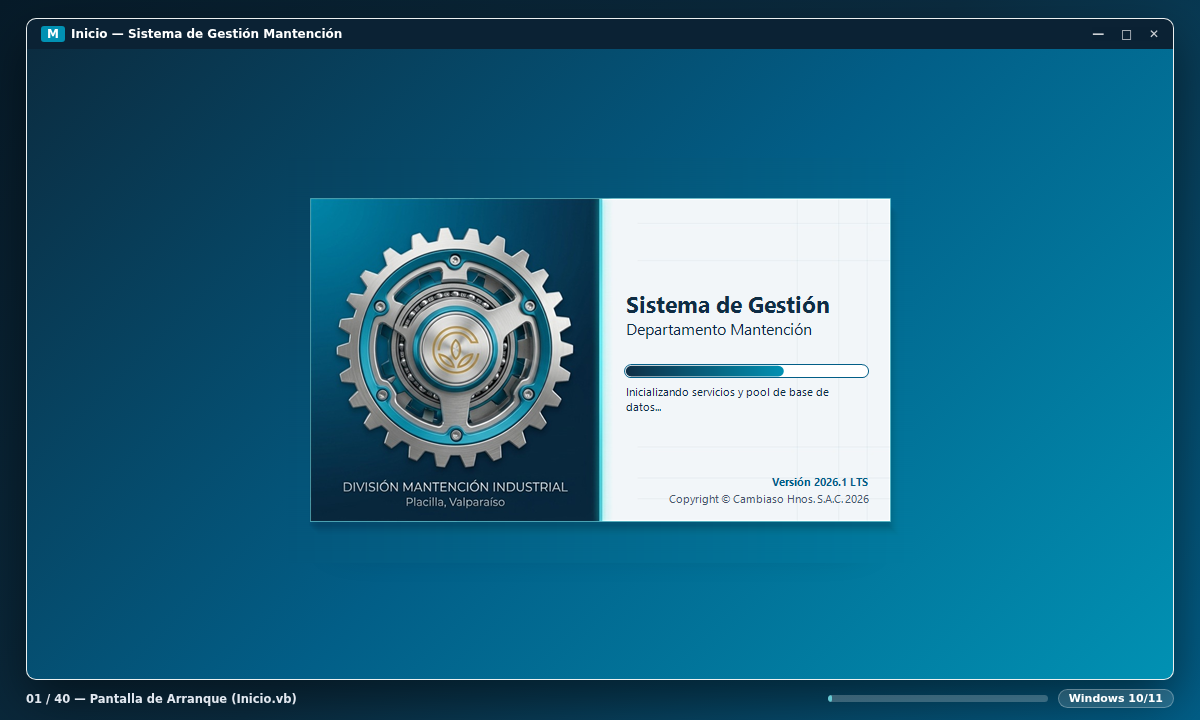 M Inicio — Sistema de Gestión Mantención
DIVISIÓN MANTENCIÓN INDUSTRIAL
Placilla, Valparaíso
Sistema de Gestión
Departamento Mantención
Inicializando servicios y pool de base de
datos...
Versión 2026.1 LTS
Copyright © Cambiaso Hnos. S.A.C. 2026
01 / 40 — Pantalla de Arranque (Inicio.vb)
Windows 10/11